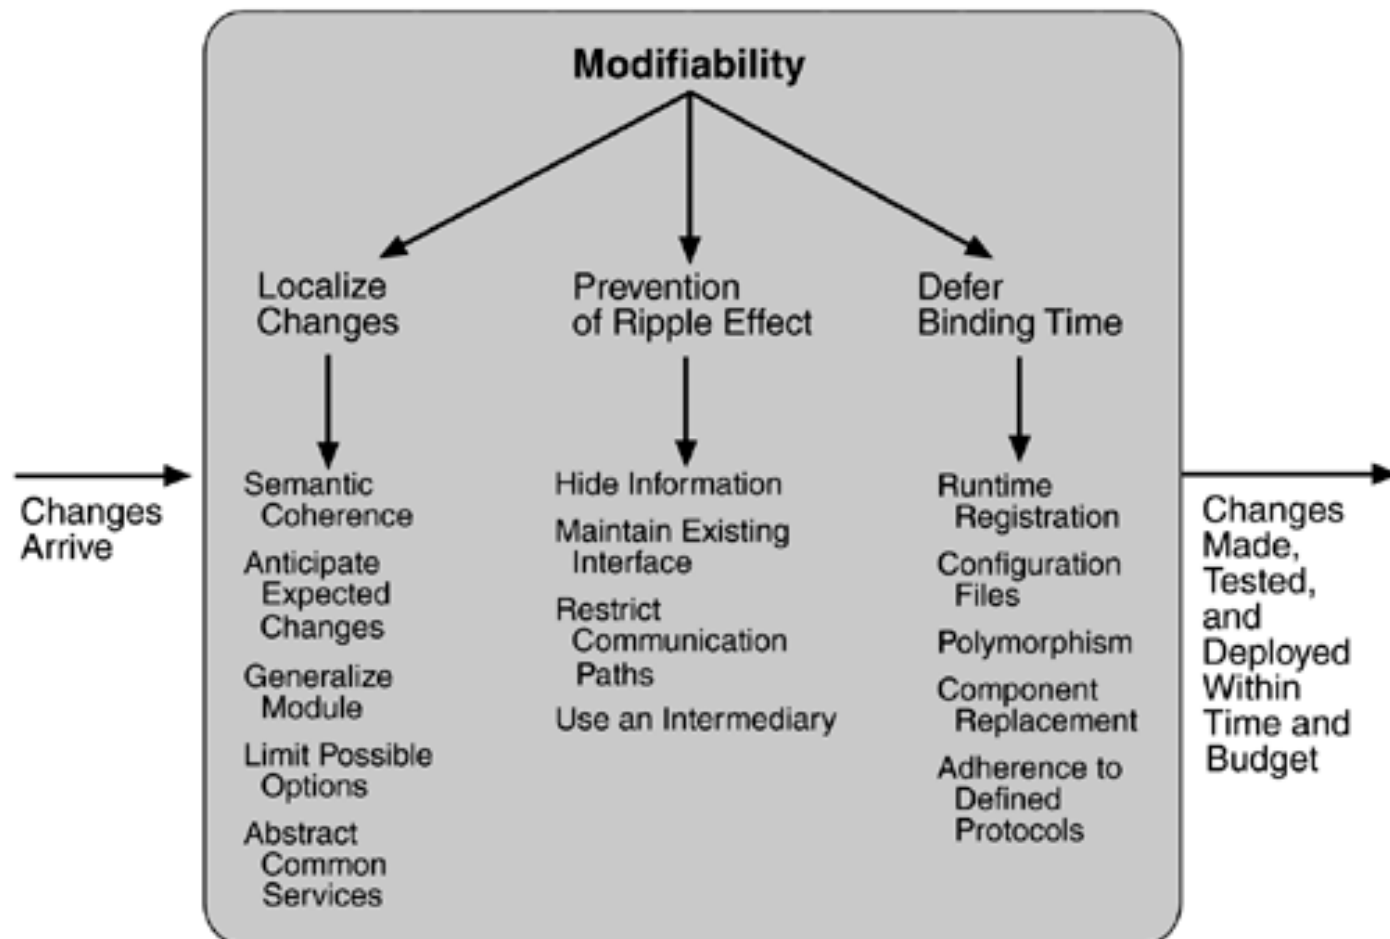 Modifiability
Localize
Changes
Prevention
of Ripple Effect
Defer
Binding Time
Changes
Arrive
Semantic
Coherence
Anticipate
Expected
Changes
Generalize
Module
Limit Possible
Options
Abstract
Common
Services
Hide Information
Maintain Existing
Interface
Restrict
Communication
Paths
Use an Intermediary
Runtime
Registration
Configuration
Files
Polymorphism
Component
Replacement
Adherence to
Defined
Protocols
Changes
Made,
Tested,
and
Deployed
Within
Time and
Budget